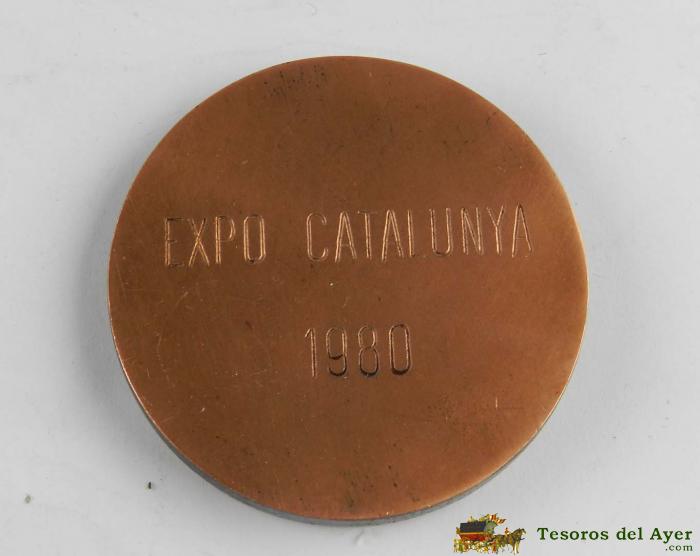 EXPO CATALUNYA
1980
Tesoros del Ayer
.com